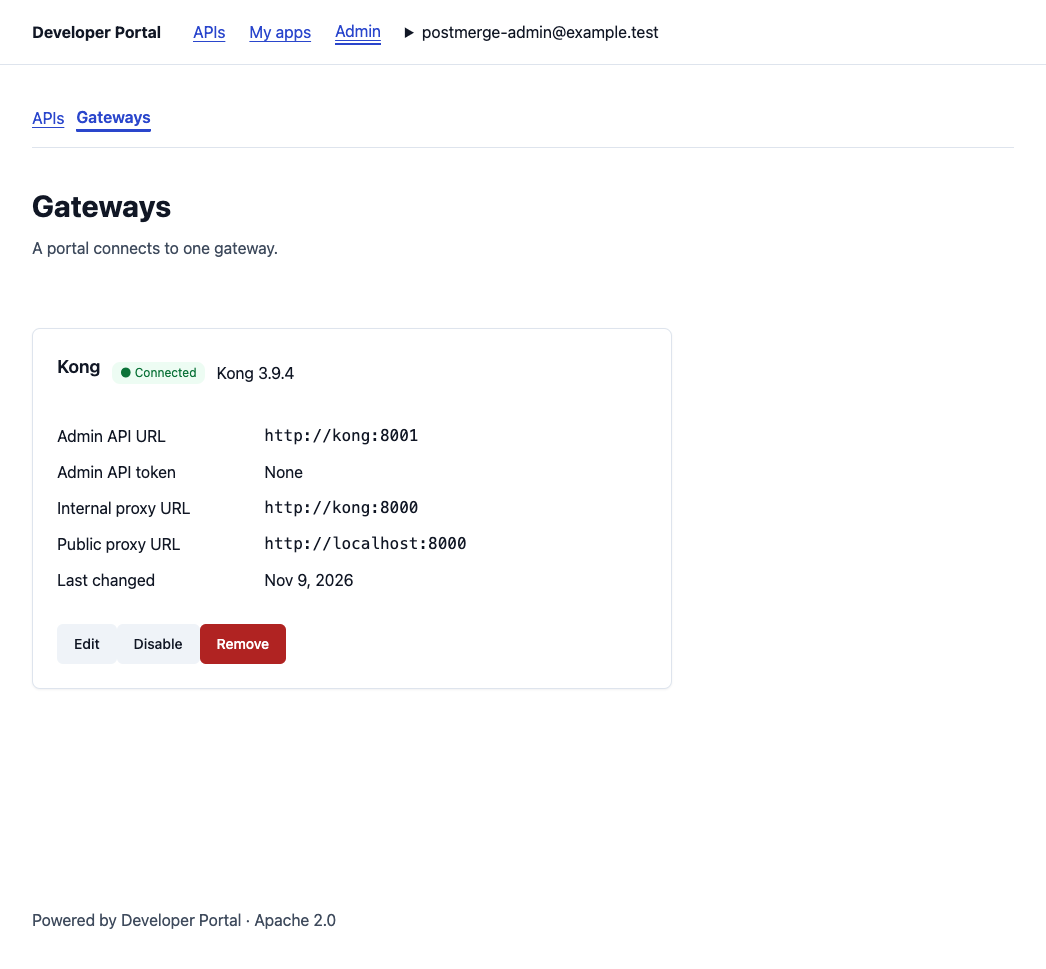 Developer Portal APIs My apps Admin ▶ postmerge-admin@example.test
APIs Gateways
Gateways
A portal connects to one gateway.
Kong ● Connected Kong 3.9.4
Admin API URL http://kong:8001
Admin API token None
Internal proxy URL http://kong:8000
Public proxy URL http://localhost:8000
Last changed Nov 9, 2026
Edit Disable Remove
Powered by Developer Portal · Apache 2.0